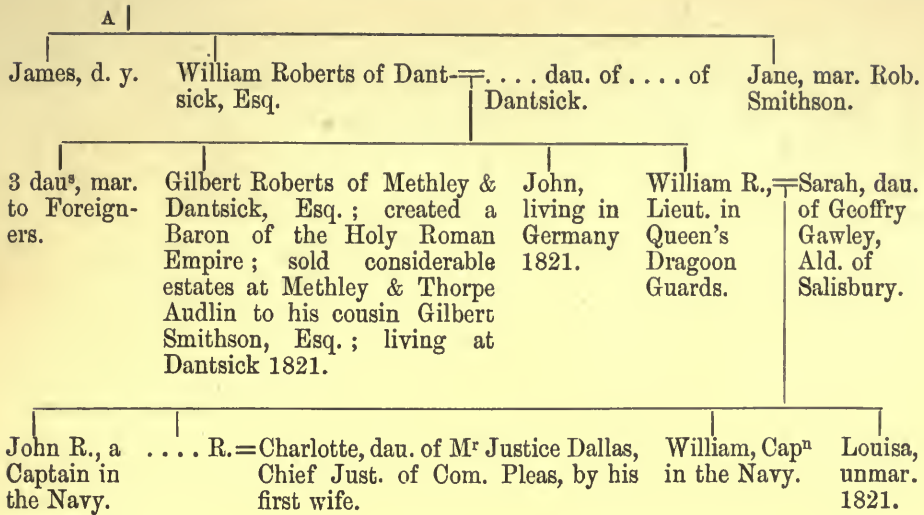 A
James, d. y.
William Roberts of Dant-
sick, Esq.
. . . . dau. of . . . . of
Dantsick.
Jane, mar. Rob.
Smithson.
3 dauˢ, mar.
to Foreign-
ers.
Gilbert Roberts of Methley &
Dantsick, Esq. ; created a
Baron of the Holy Roman
Empire ; sold considerable
estates at Methley & Thorpe
Audlin to his cousin Gilbert
Smithson, Esq. ; living at
Dantsick 1821.
John,
living in
Germany
1821.
William R.,
Lieut. in
Queen's
Dragoon
Guards.
Sarah, dau.
of Geoffry
Gawley,
Ald. of
Salisbury.
John R., a
Captain in
the Navy.
. . . . R.=
Charlotte, dau. of Mʳ Justice Dallas,
Chief Just. of Com. Pleas, by his
first wife.
William, Capⁿ
in the Navy.
Louisa,
unmar.
1821.